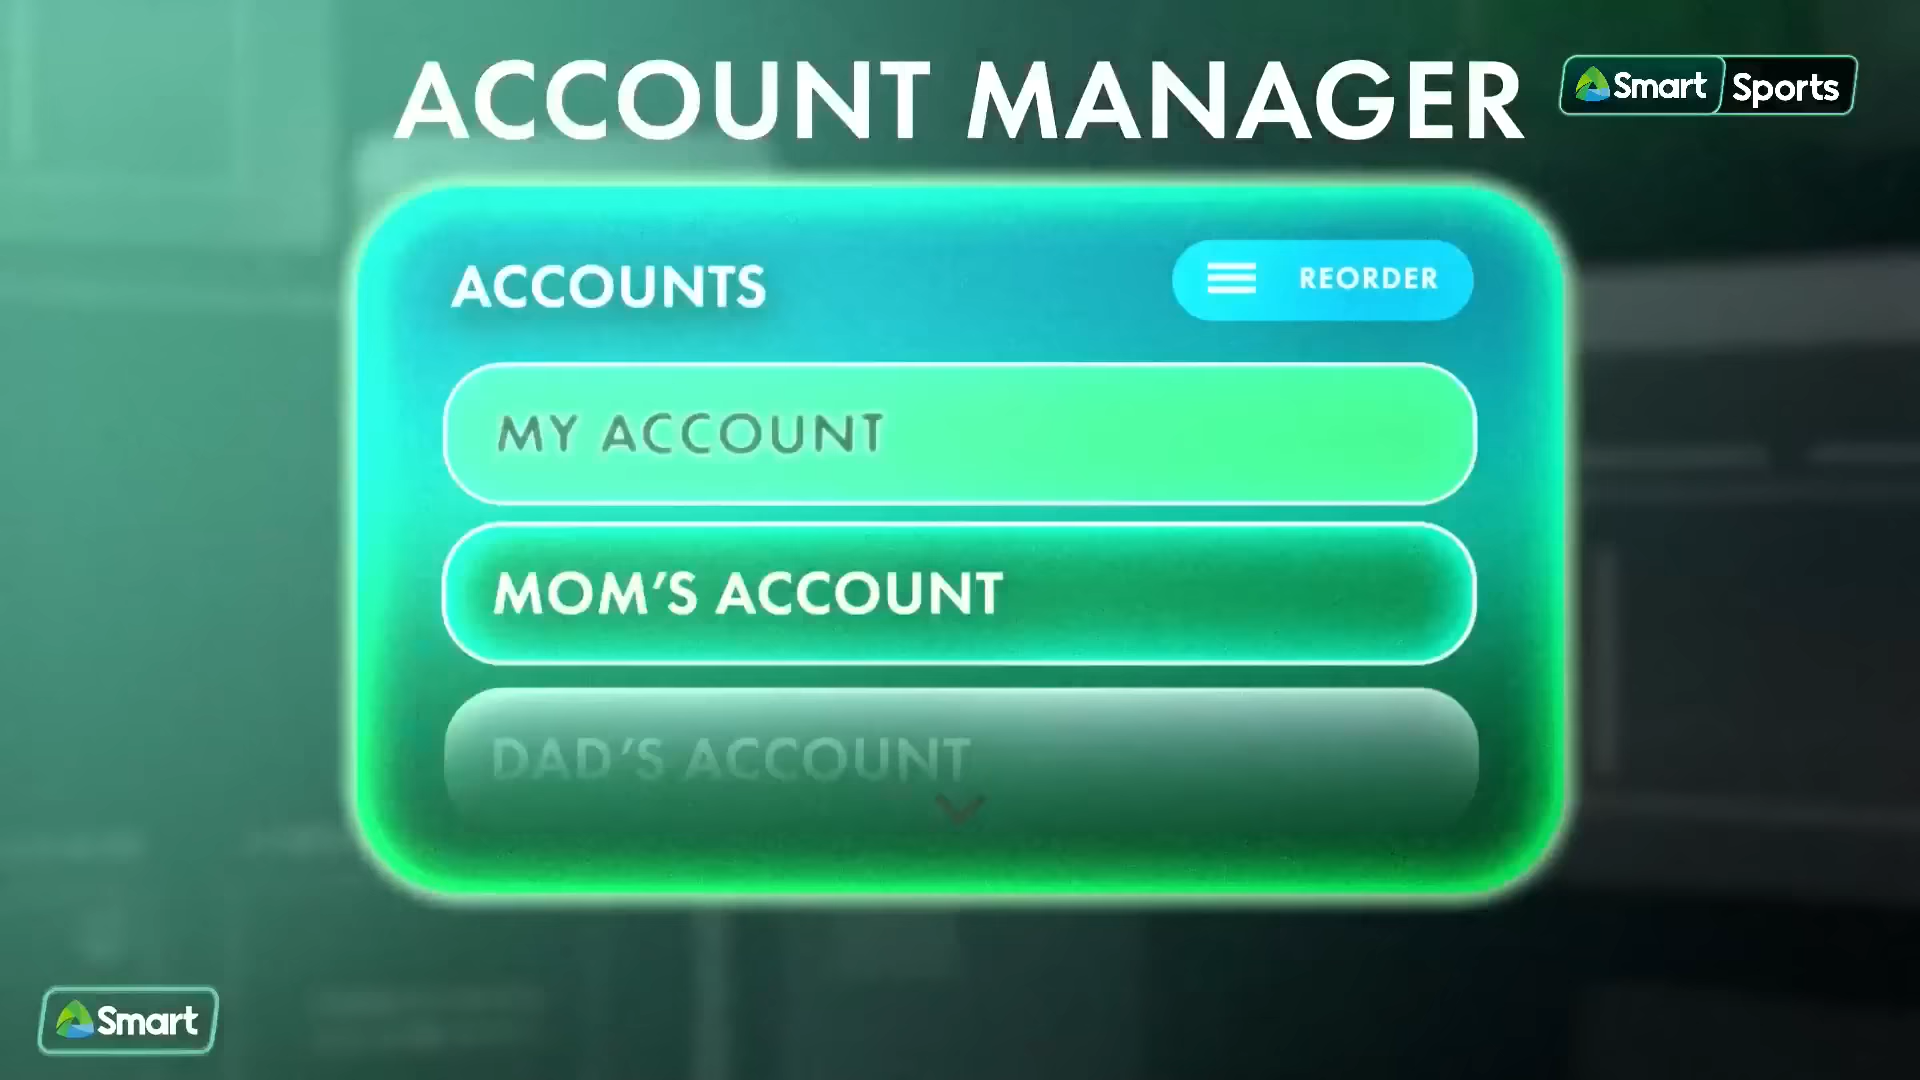 ACCOUNT MANAGER
Smart Sports
ACCOUNTS
REORDER
MY ACCOUNT
MOM’S ACCOUNT
DAD’S ACCOUNT
Smart